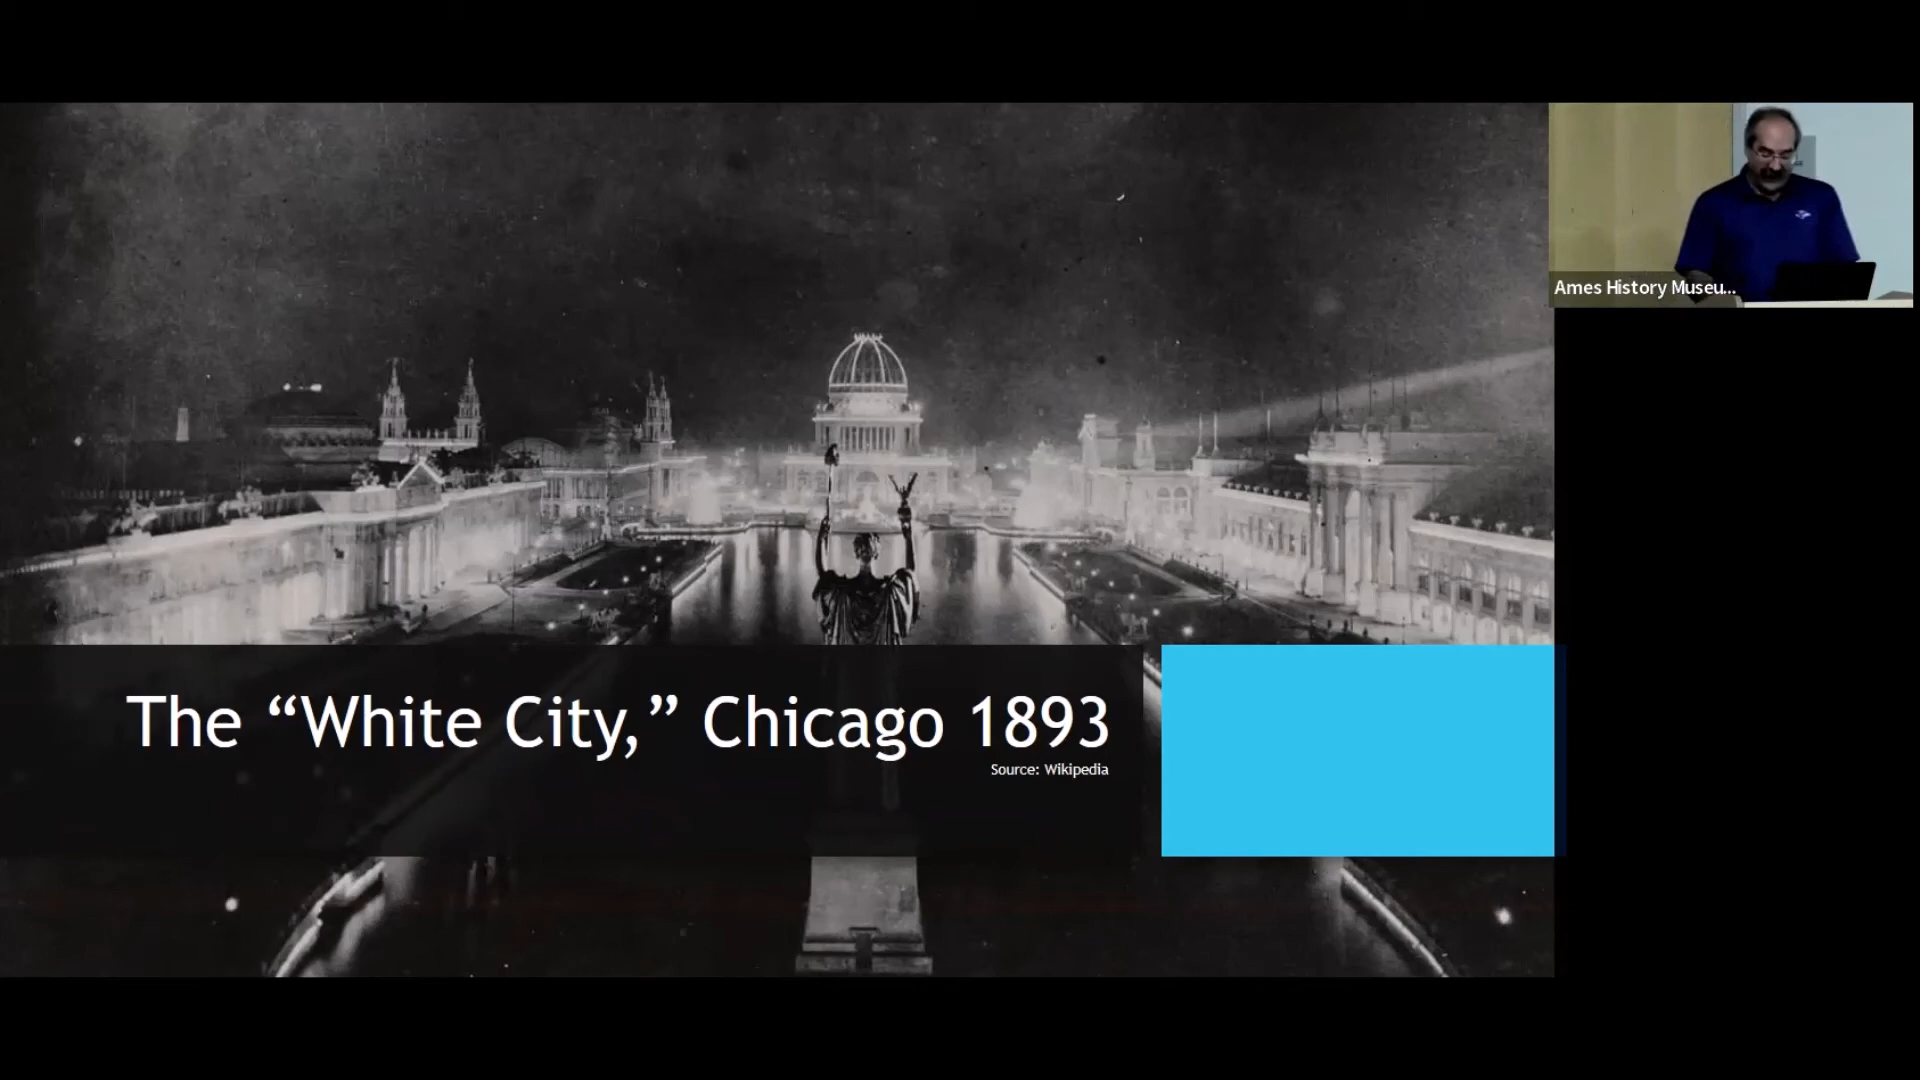 Ames History Museu...
The “White City,” Chicago 1893
Source: Wikipedia